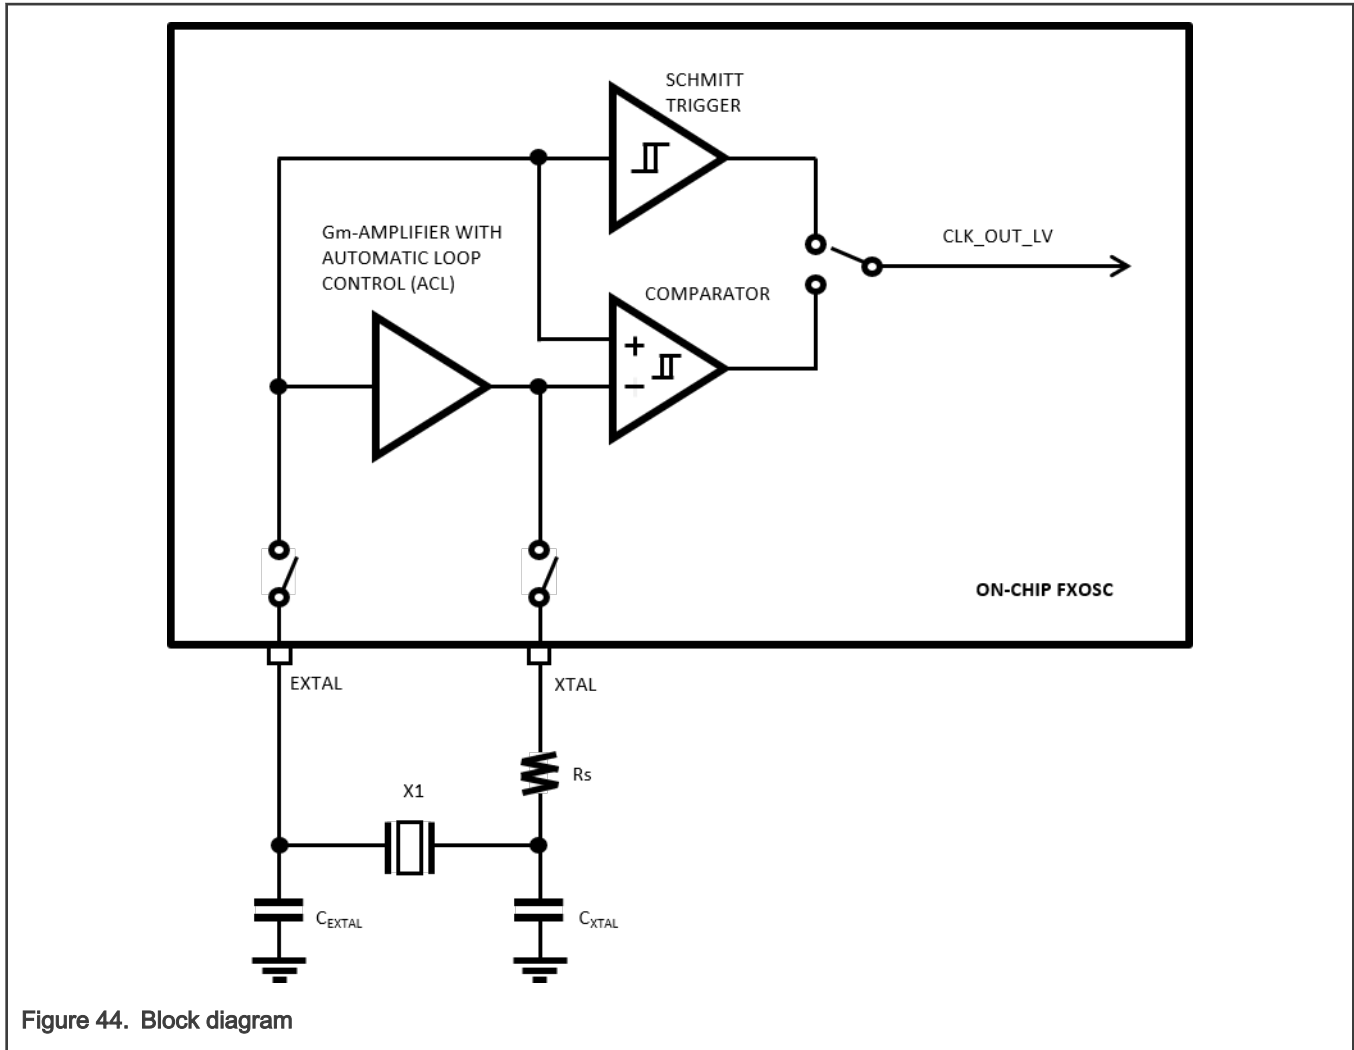 SCHMITT
TRIGGER
Gm-AMPLIFIER WITH
AUTOMATIC LOOP
CONTROL (ACL)
CLK_OUT_LV
COMPARATOR
+
−
ON-CHIP FXOSC
EXTAL
XTAL
Rs
X1
CEXTAL
CXTAL
Figure 44. Block diagram